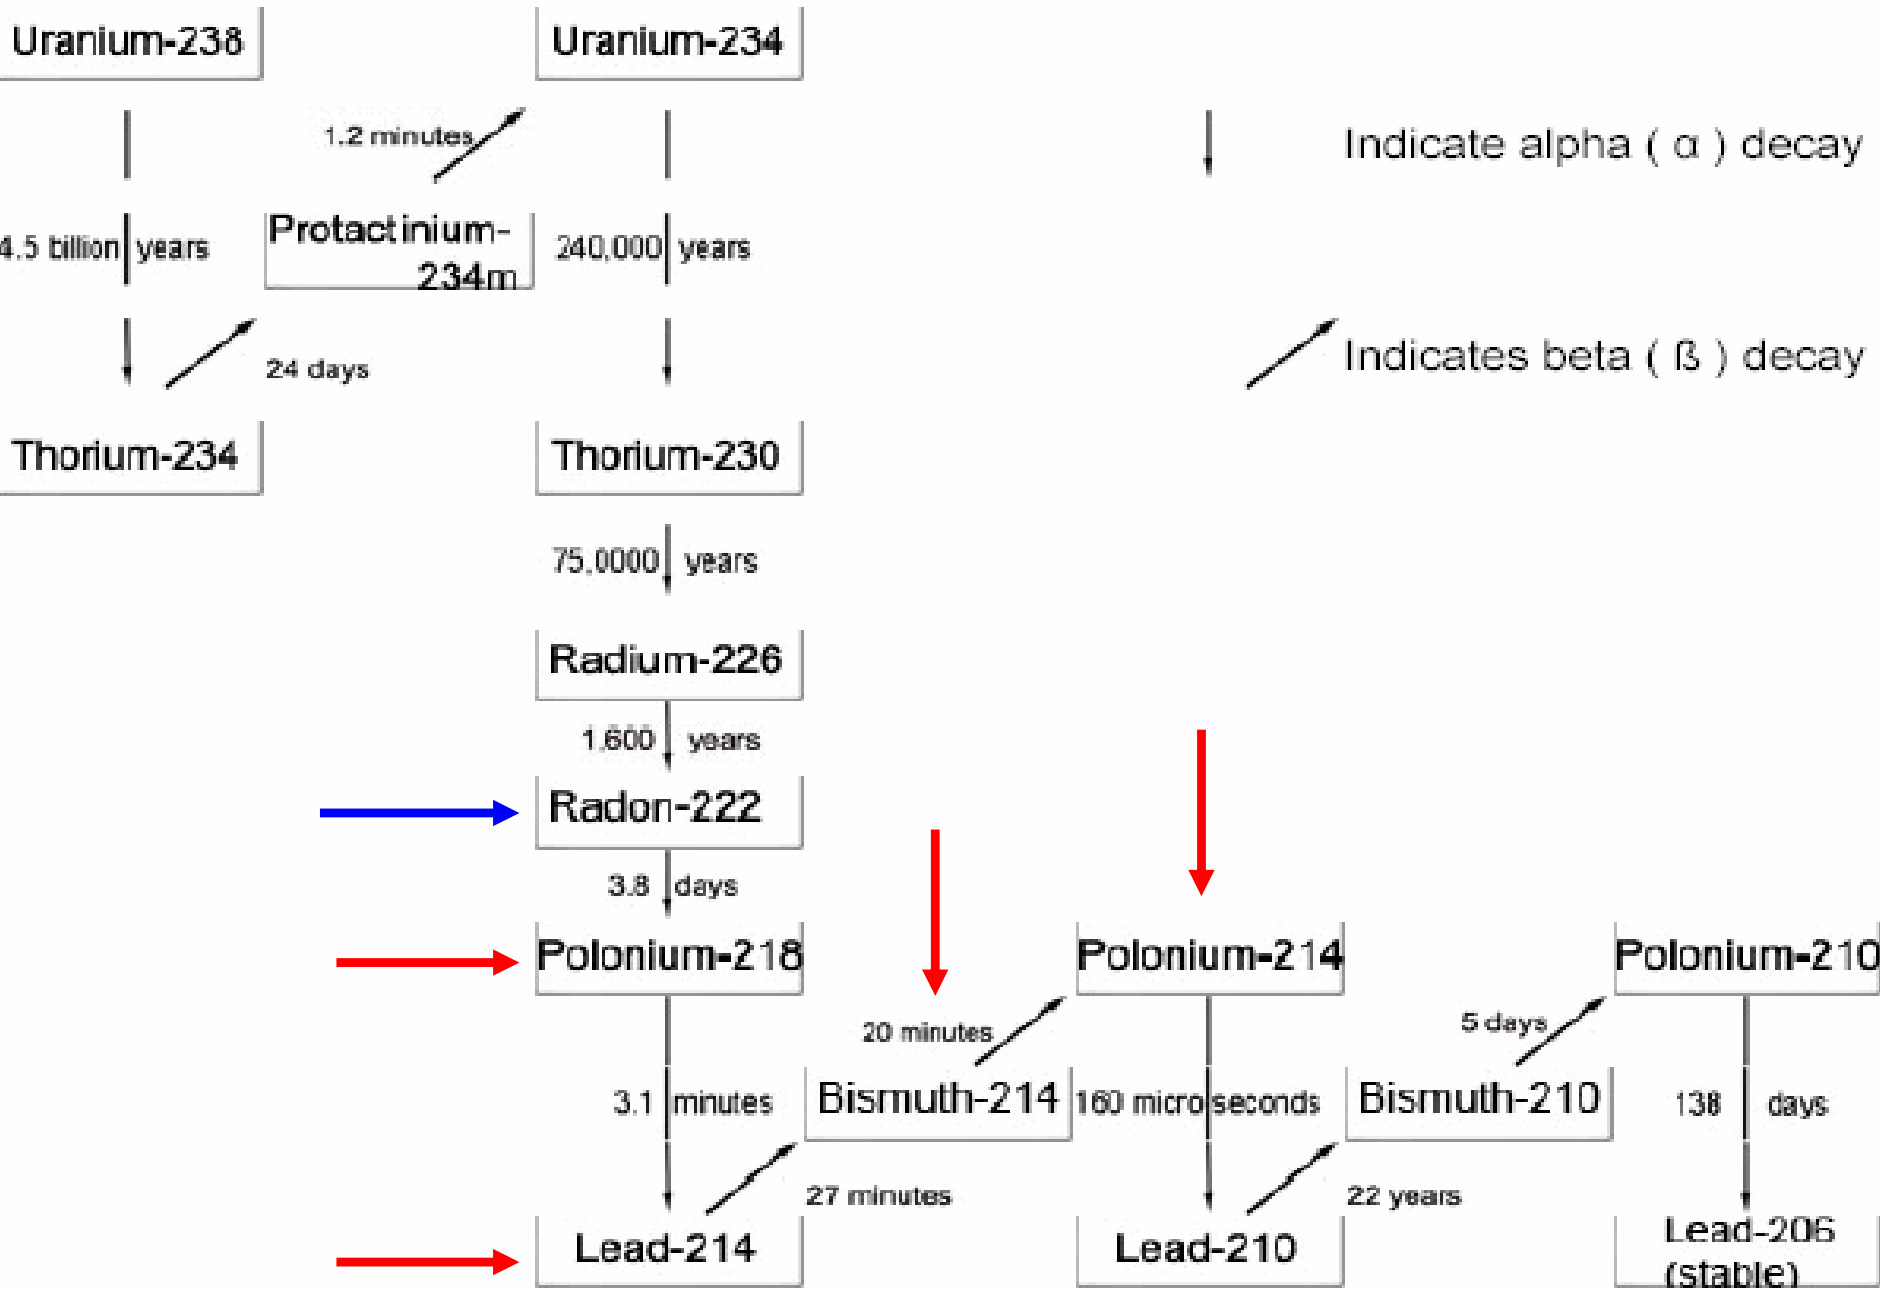 Uranium-238
Uranium-234
1.2 minutes
Indicate alpha ( α ) decay
4.5 billion years
Protactinium-
234m
240,000 years
24 days
Indicates beta ( ß ) decay
Thorium-234
Thorium-230
75,0000 years
Radium-226
1,600 years
Radon-222
3.8 days
Polonium-218
Polonium-214
Polonium-210
20 minutes
5 days
3.1 minutes
Bismuth-214
160 microseconds
Bismuth-210
138 days
27 minutes
22 years
Lead-214
Lead-210
Lead-206
(stable)